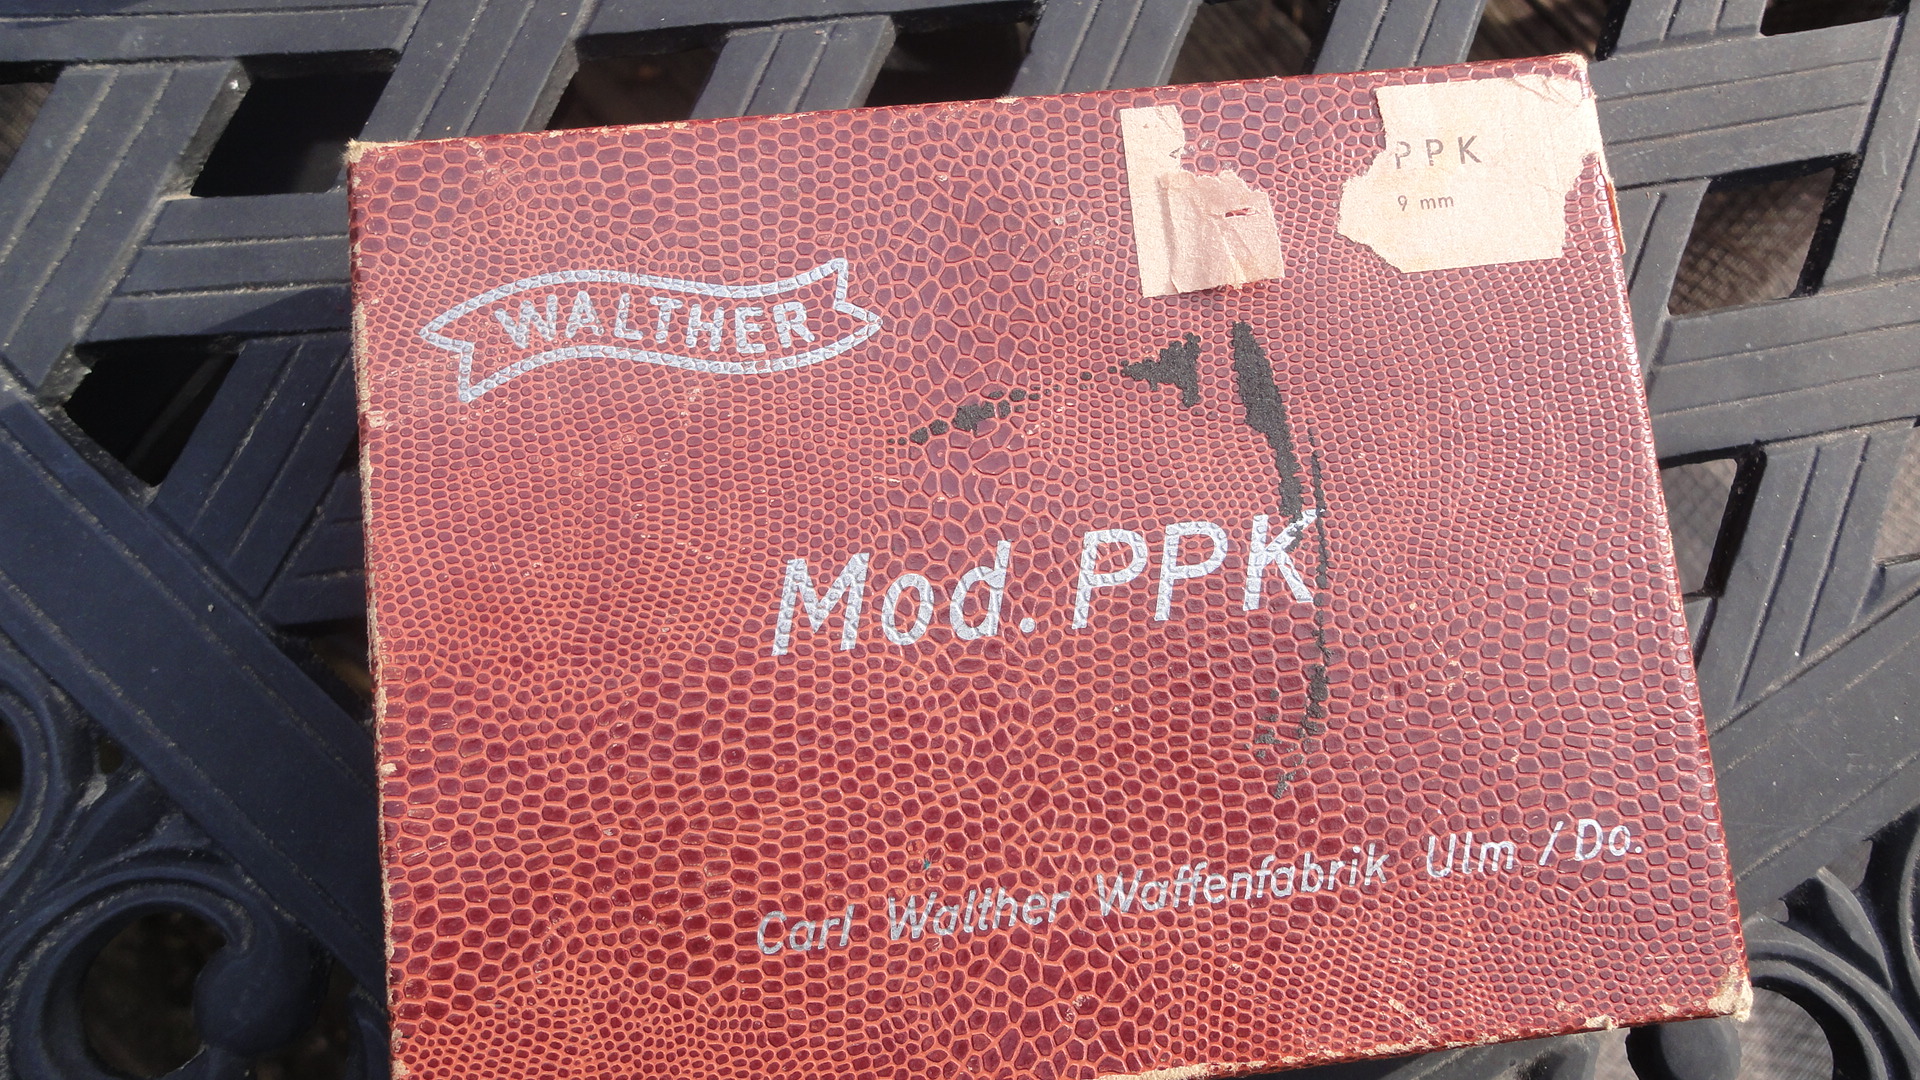 PPK
9 mm
WALTHER
Mod. PPK
Carl Walther Waffenfabrik Ulm / Do.